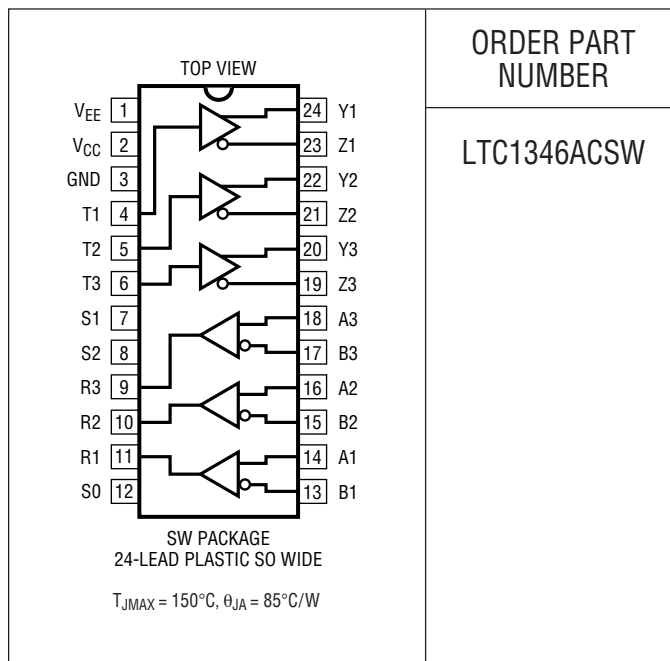 TOP VIEW
VEE 1 24 Y1
VCC 2 23 Z1
GND 3 22 Y2
T1 4 21 Z2
T2 5 20 Y3
T3 6 19 Z3
S1 7 18 A3
S2 8 17 B3
R3 9 16 A2
R2 10 15 B2
R1 11 14 A1
S0 12 13 B1
SW PACKAGE
24-LEAD PLASTIC SO WIDE
TJMAX = 150°C, θJA = 85°C/W
ORDER PART
NUMBER
LTC1346ACSW